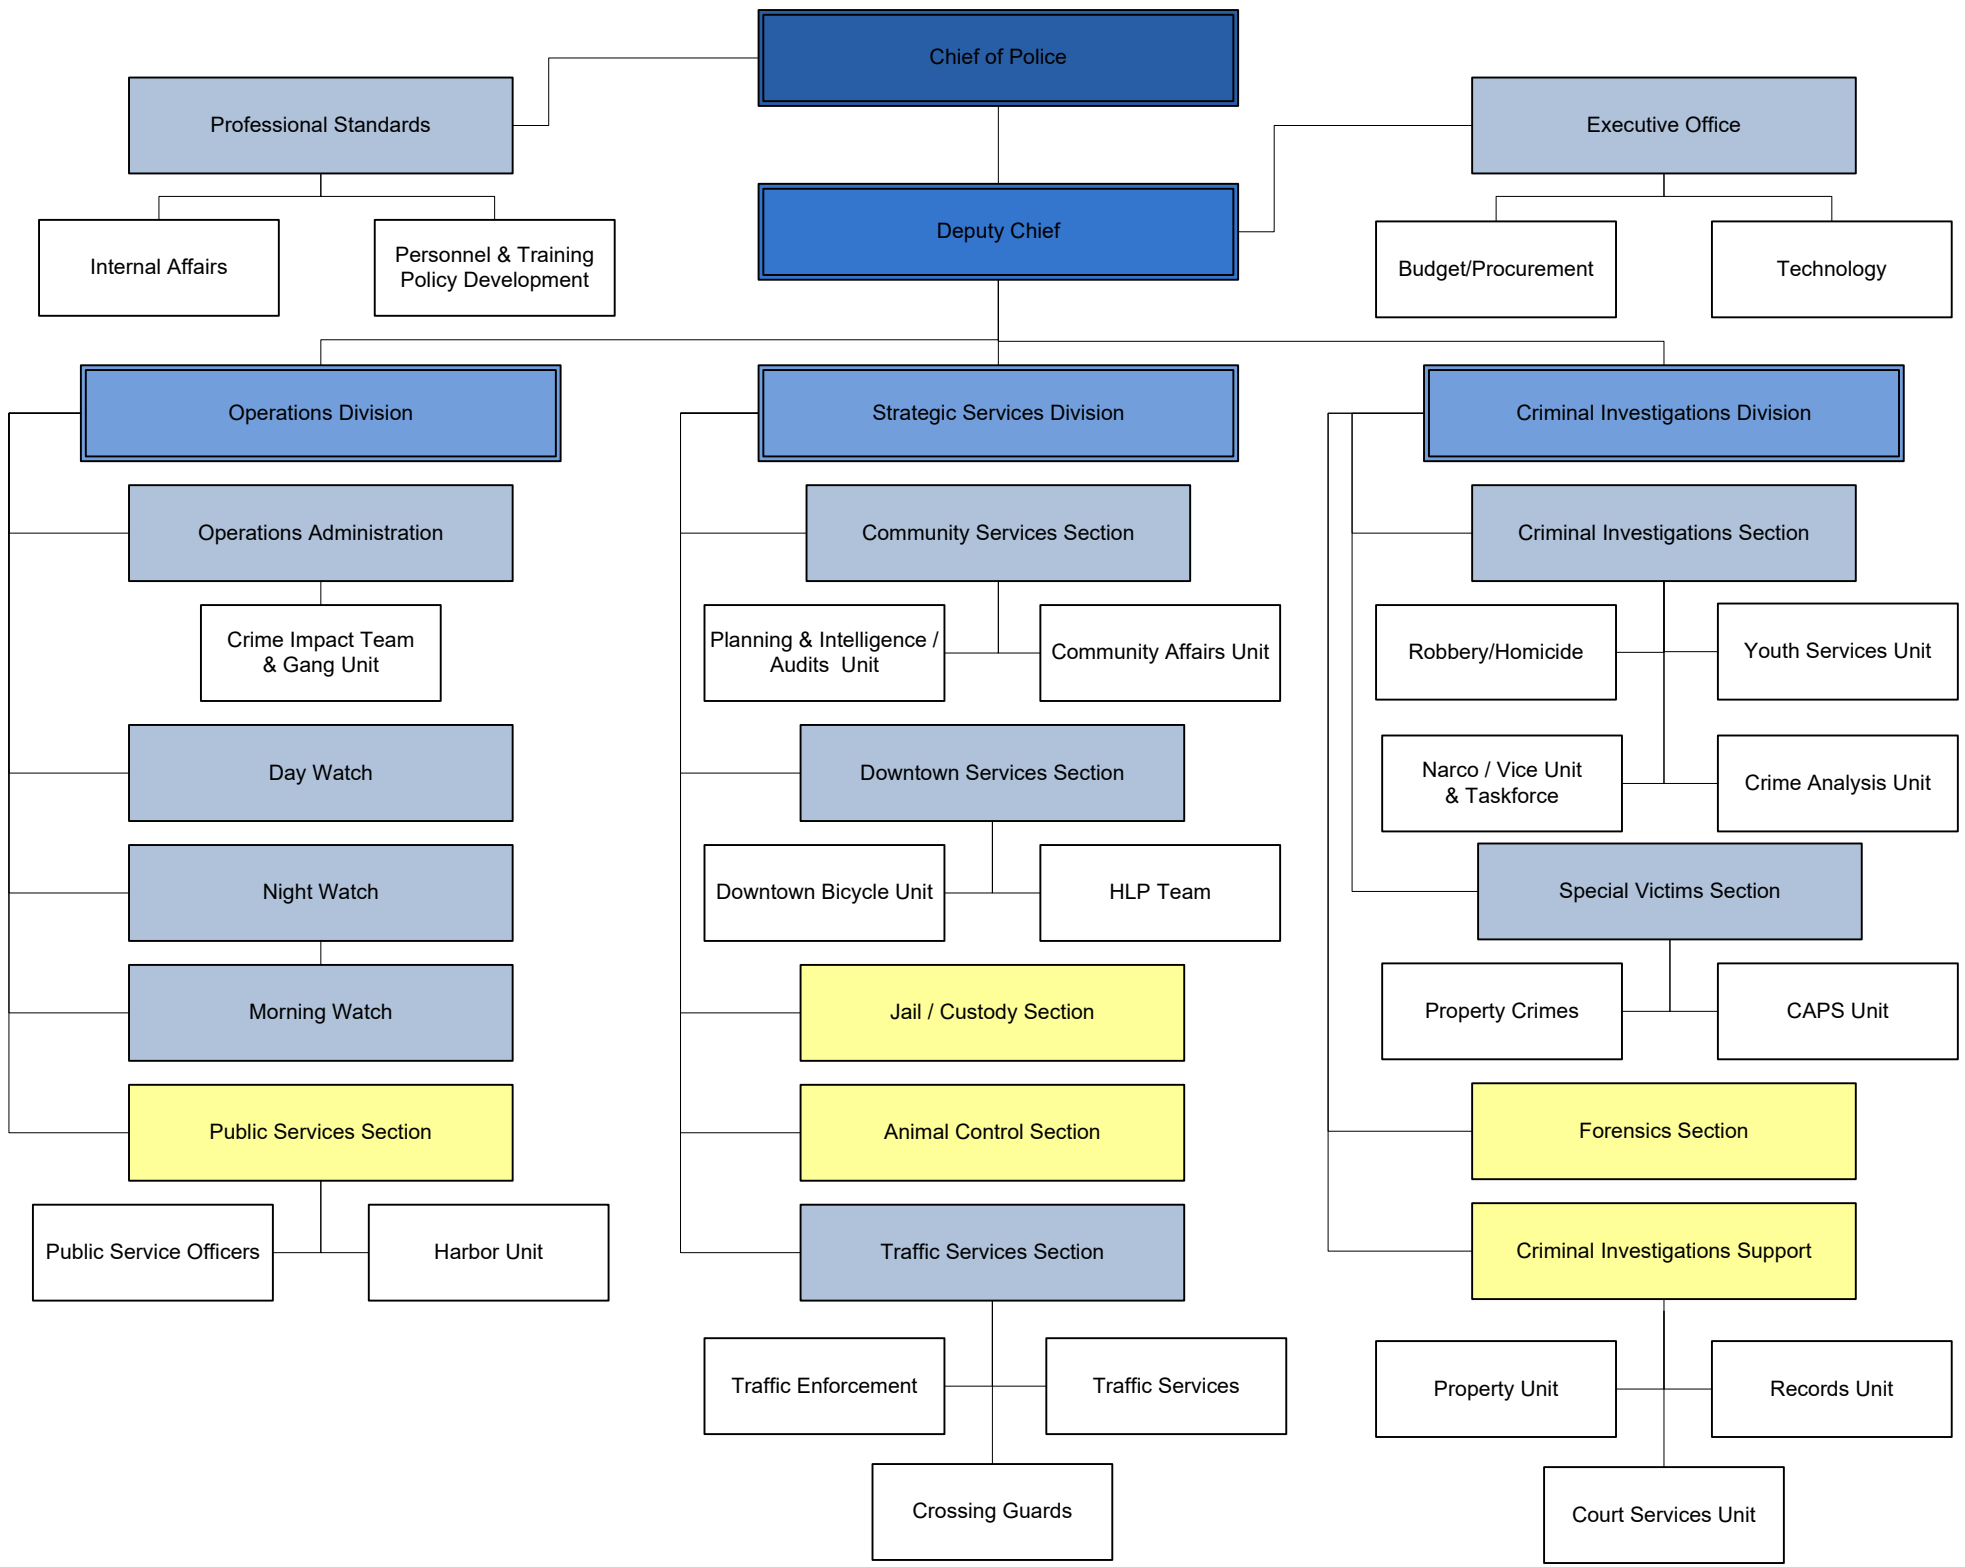 Chief of Police
Professional Standards
Executive Office
Deputy Chief
Internal Affairs
Personnel & Training
Policy Development
Budget/Procurement
Technology
Operations Division
Strategic Services Division
Criminal Investigations Division
Operations Administration
Community Services Section
Criminal Investigations Section
Crime Impact Team
& Gang Unit
Planning & Intelligence /
Audits  Unit
Community Affairs Unit
Robbery/Homicide
Youth Services Unit
Day Watch
Downtown Services Section
Narco / Vice Unit
& Taskforce
Crime Analysis Unit
Night Watch
Downtown Bicycle Unit
HLP Team
Special Victims Section
Morning Watch
Jail / Custody Section
Property Crimes
CAPS Unit
Public Services Section
Animal Control Section
Forensics Section
Public Service Officers
Harbor Unit
Traffic Services Section
Criminal Investigations Support
Traffic Enforcement
Traffic Services
Property Unit
Records Unit
Crossing Guards
Court Services Unit